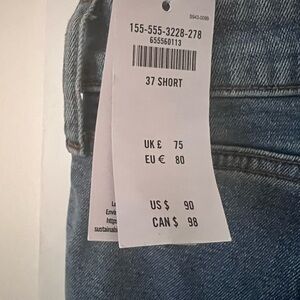 155-555-3228-278
655560113
37 SHORT
UK £ 75
EU € 80
US $ 90
CAN $ 98